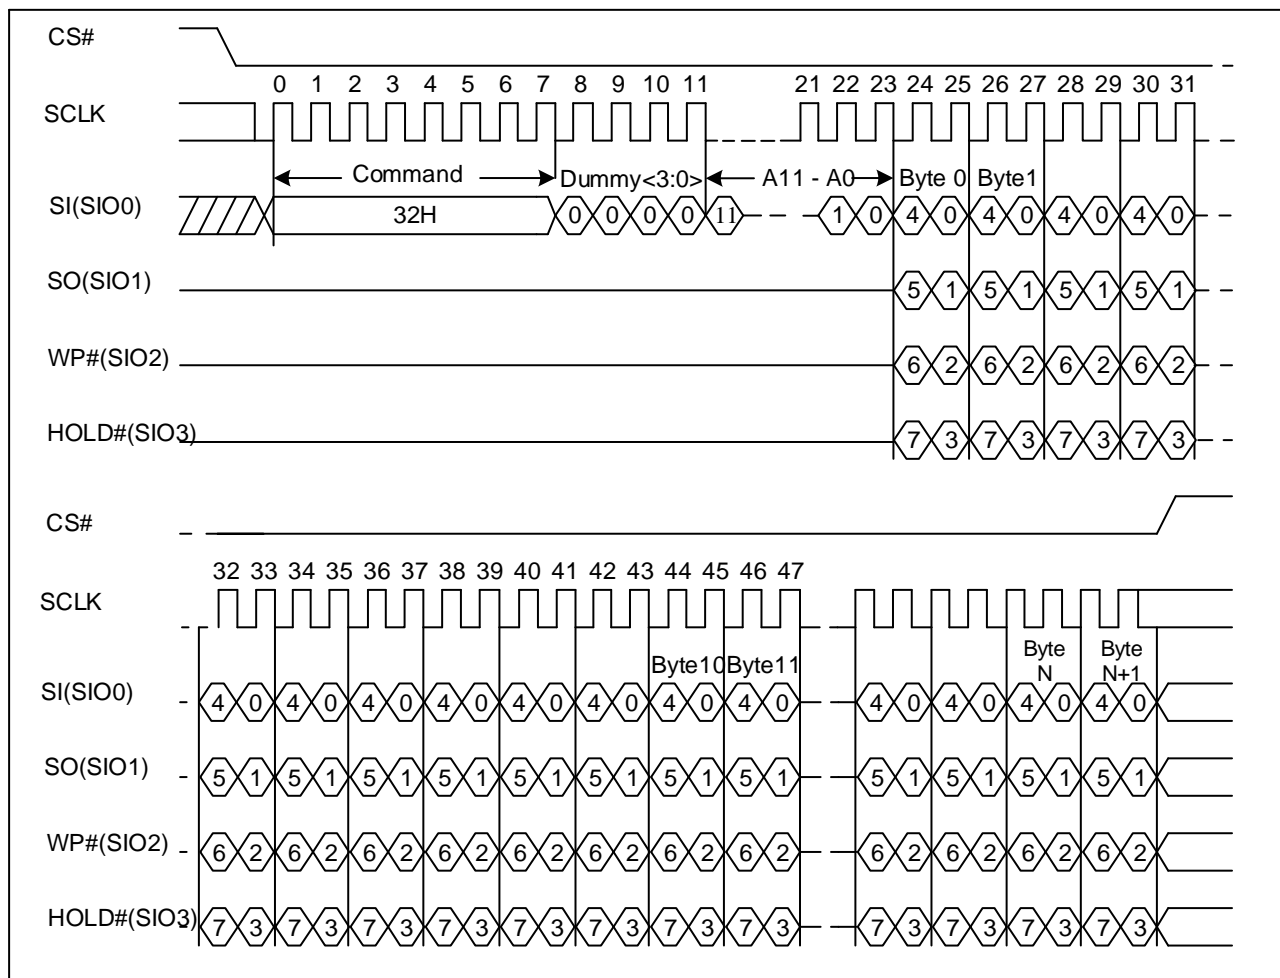 CS#
0 1 2 3 4 5 6 7 8 9 10 11 21 22 23 24 25 26 27 28 29 30 31
SCLK
Command Dummy<3:0> A11 - A0 Byte 0 Byte1
SI(SIO0) 32H 0 0 0 0 11 1 0 4 0 4 0 4 0 4 0
SO(SIO1) 5 1 5 1 5 1 5 1
WP#(SIO2) 6 2 6 2 6 2 6 2
HOLD#(SIO3) 7 3 7 3 7 3 7 3
CS#
32 33 34 35 36 37 38 39 40 41 42 43 44 45 46 47
SCLK
Byte10 Byte11 Byte N Byte N+1
SI(SIO0) 4 0 4 0 4 0 4 0 4 0 4 0 4 0 4 0 4 0 4 0 4 0 4 0
SO(SIO1) 5 1 5 1 5 1 5 1 5 1 5 1 5 1 5 1 5 1 5 1 5 1 5 1
WP#(SIO2) 6 2 6 2 6 2 6 2 6 2 6 2 6 2 6 2 6 2 6 2 6 2 6 2
HOLD#(SIO3) 7 3 7 3 7 3 7 3 7 3 7 3 7 3 7 3 7 3 7 3 7 3 7 3